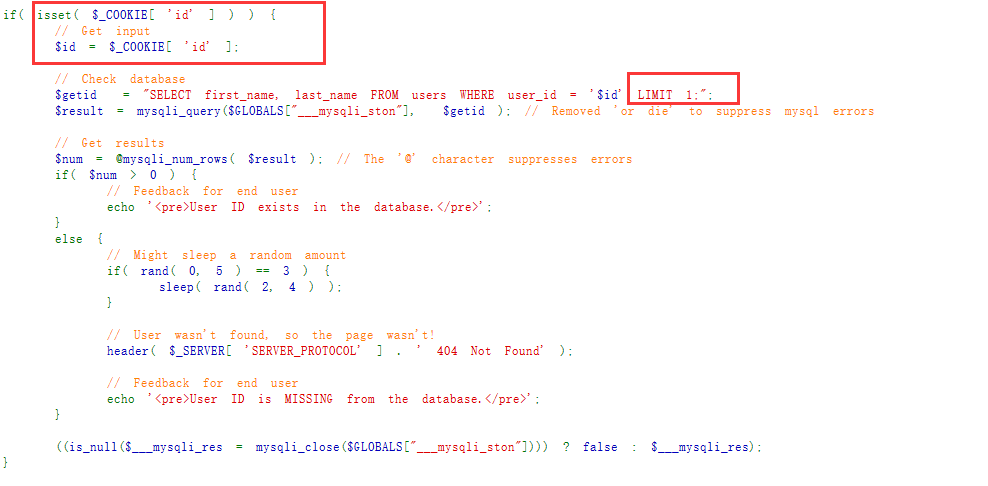 if( isset( $_COOKIE[ 'id' ] ) ) {
// Get input
$id = $_COOKIE[ 'id' ];
// Check database
$getid = "SELECT first_name, last_name FROM users WHERE user_id = '$id' LIMIT 1;";
$result = mysqli_query($GLOBALS["___mysqli_ston"], $getid ); // Removed 'or die' to suppress mysql errors
// Get results
$num = @mysqli_num_rows( $result ); // The '@' character suppresses errors
if( $num > 0 ) {
// Feedback for end user
echo '<pre>User ID exists in the database.</pre>';
}
else {
// Might sleep a random amount
if( rand( 0, 5 ) == 3 ) {
sleep( rand( 2, 4 ) );
}
// User wasn't found, so the page wasn't!
header( $_SERVER[ 'SERVER_PROTOCOL' ] . ' 404 Not Found' );
// Feedback for end user
echo '<pre>User ID is MISSING from the database.</pre>';
}
((is_null($___mysqli_res = mysqli_close($GLOBALS["___mysqli_ston"]))) ? false : $___mysqli_res);
}